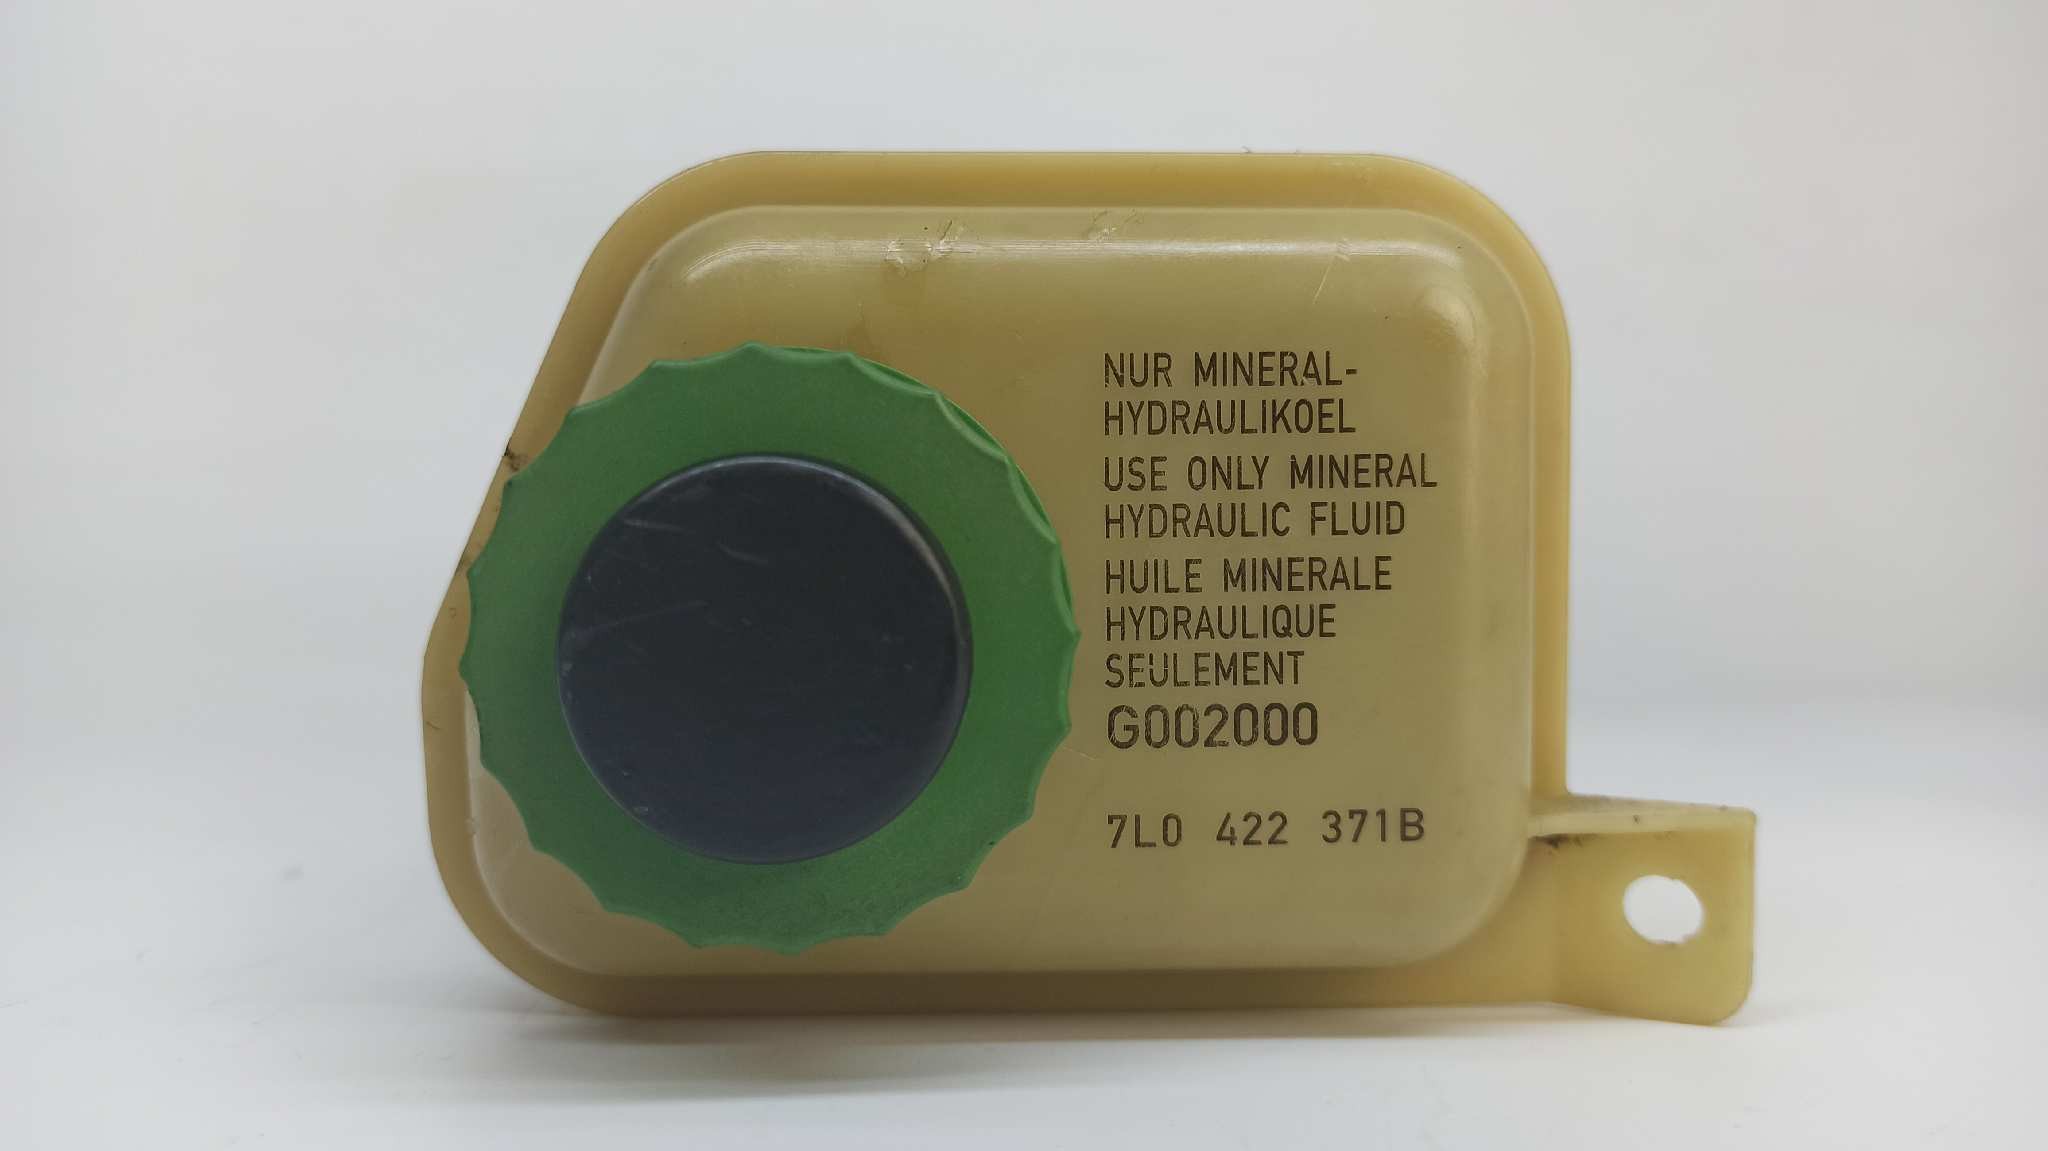 NUR MINERAL-
HYDRAULIKOEL
USE ONLY MINERAL
HYDRAULIC FLUID
HUILE MINERALE
HYDRAULIQUE
SEULEMENT
G002000
7L0 422 371B